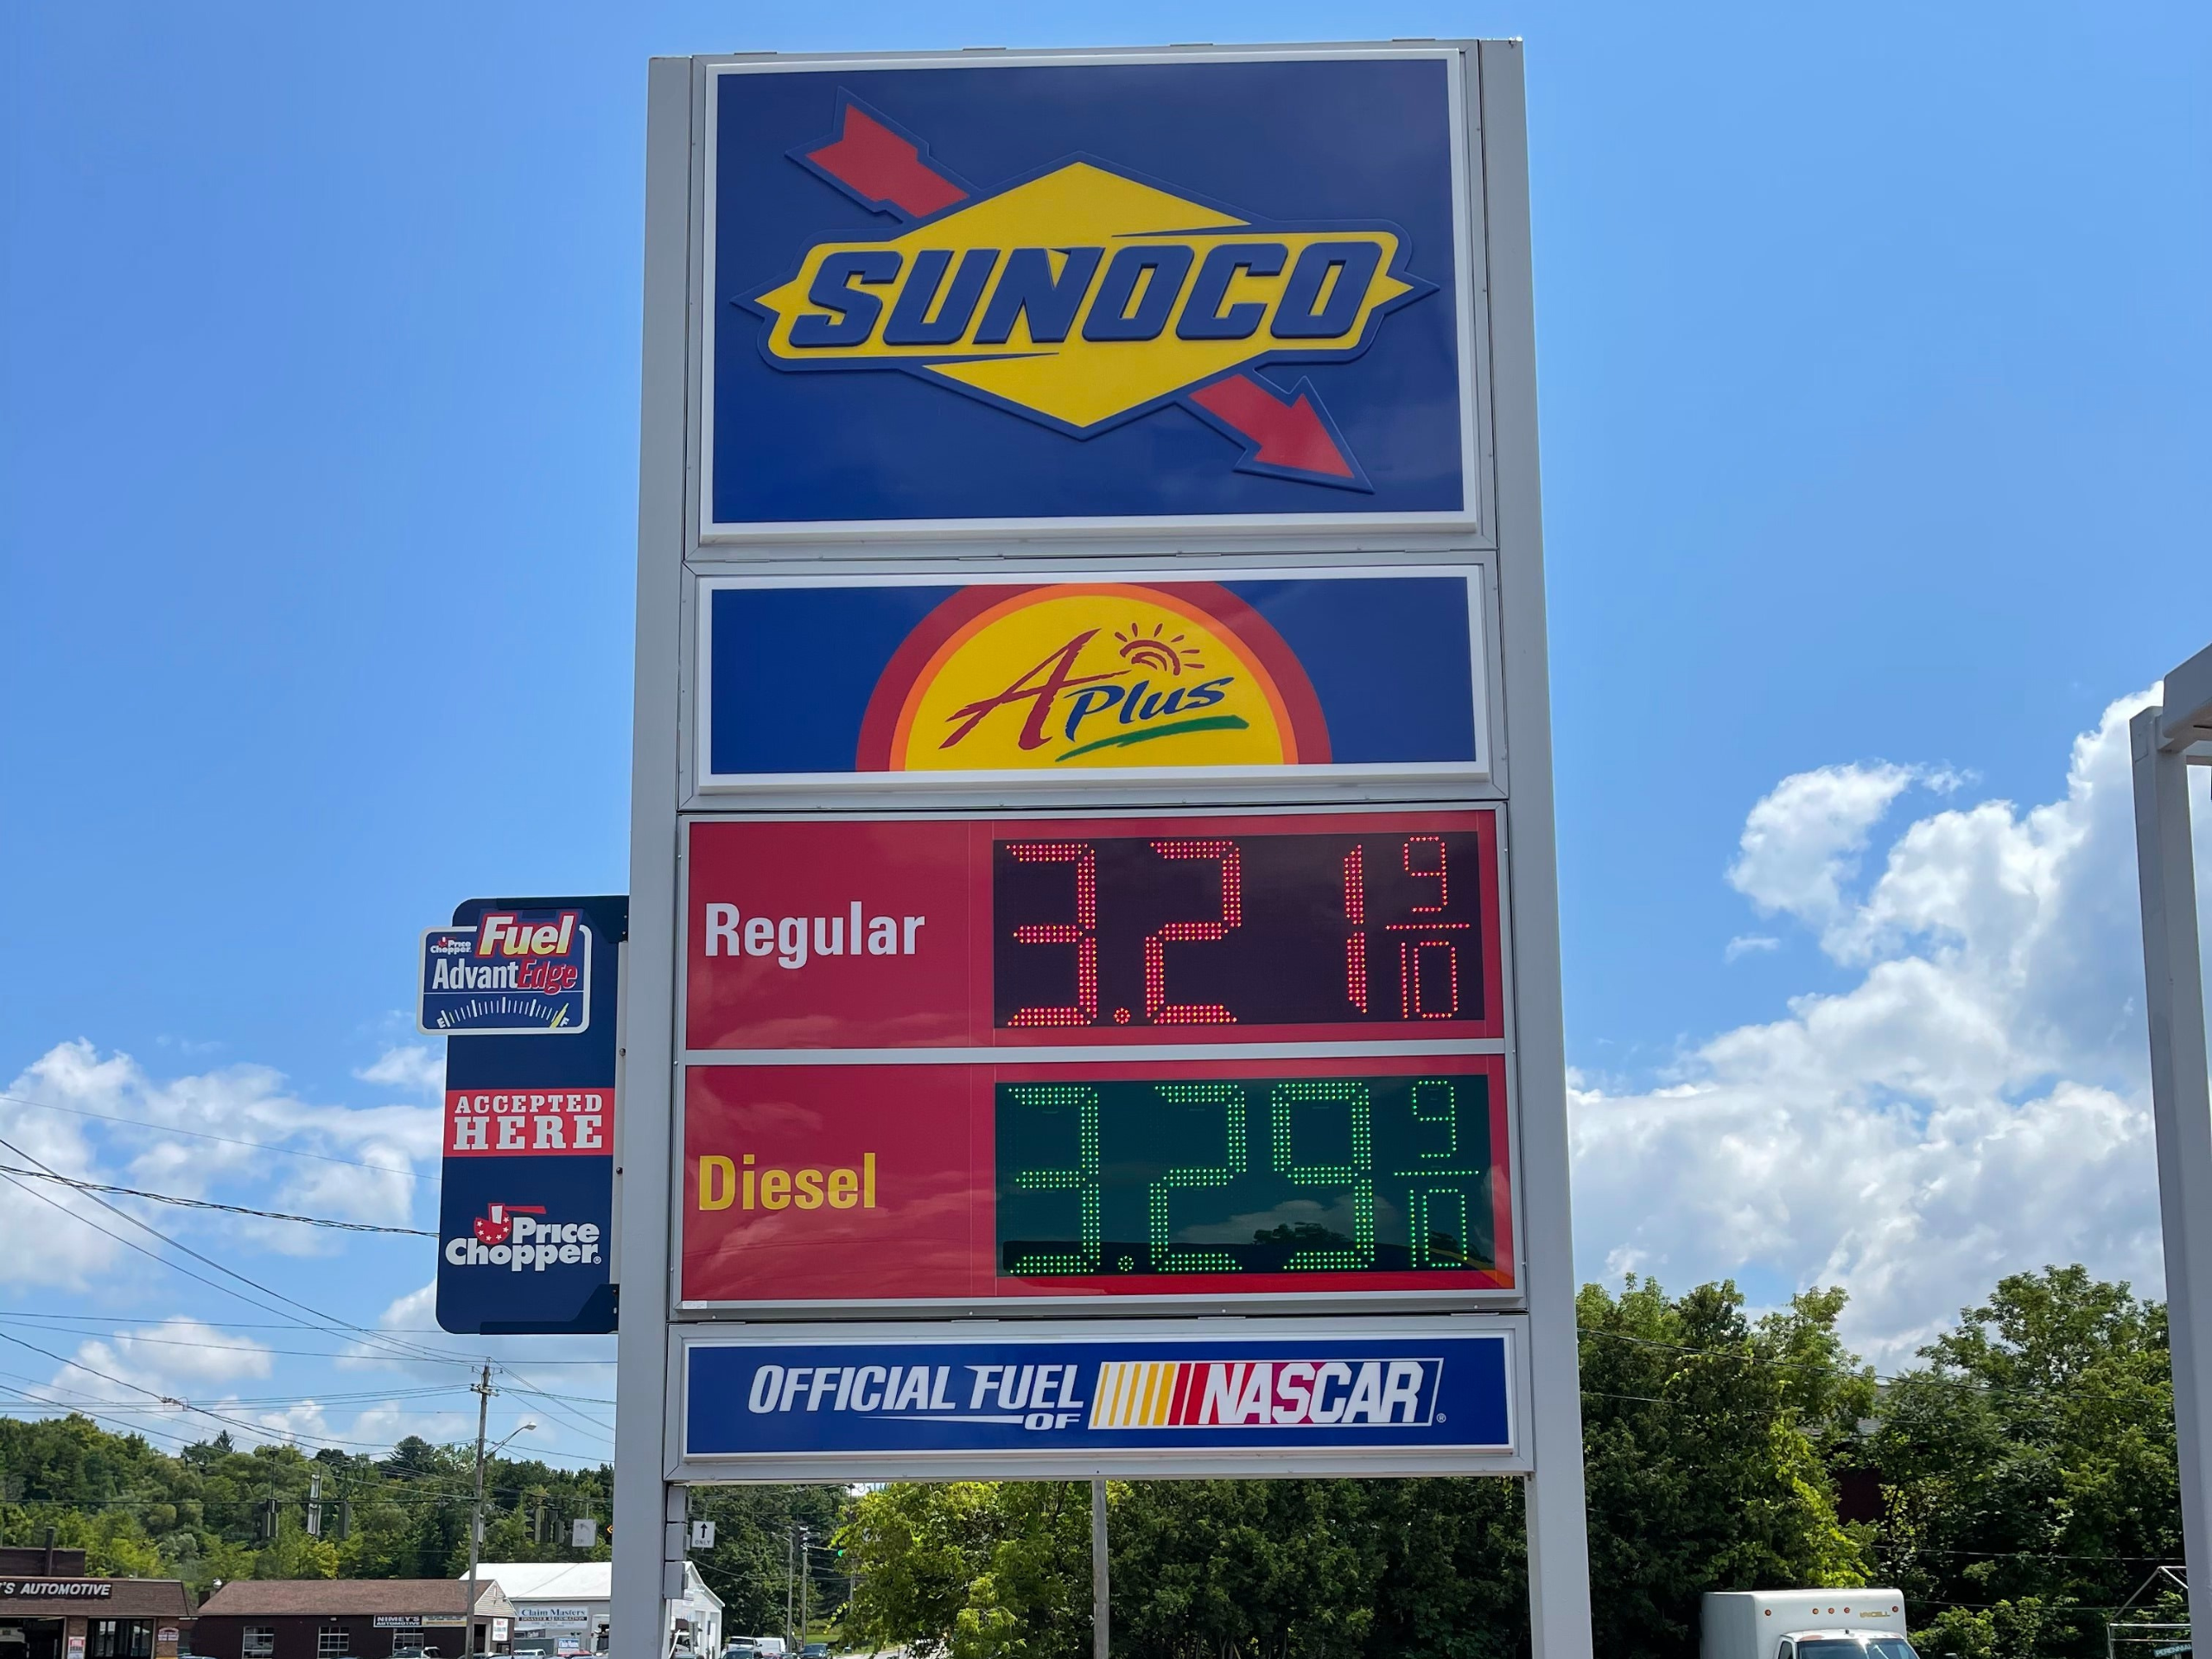 SUNOCO
APlus
Regular 3.21 9/10
Diesel 3.29 9/10
OFFICIAL FUEL
OF
NASCAR®
Price
Chopper
Fuel
AdvantEdge
E F
ACCEPTED
HERE
Price
Chopper®
ONLY
'S AUTOMOTIVE
NIMEY'S
Claim Masters